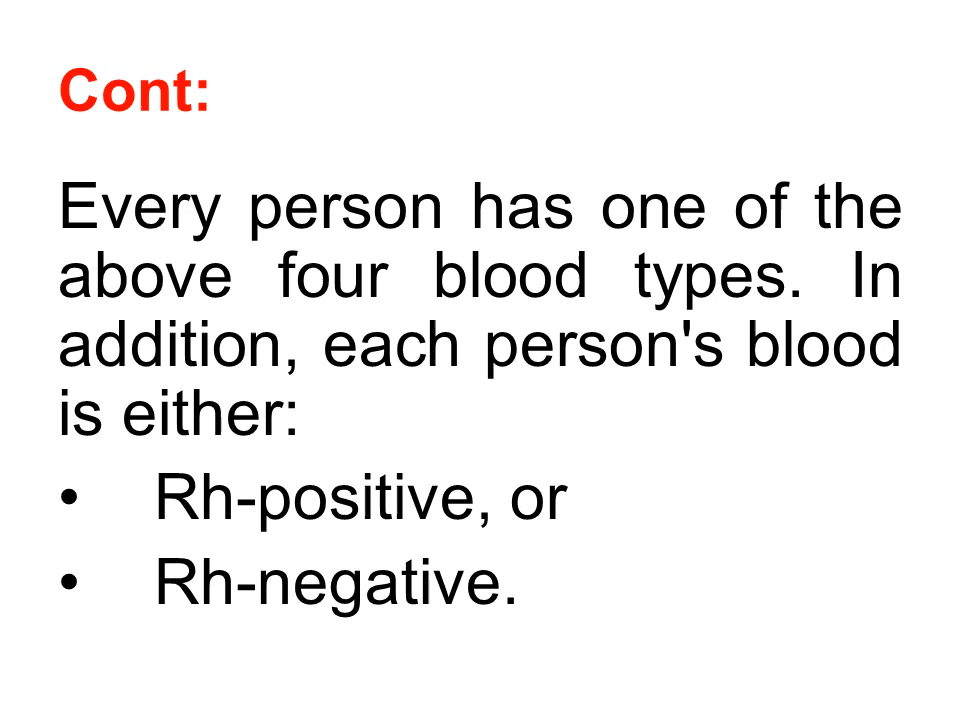 Cont:
Every person has one of the
above four blood types. In
addition, each person's blood
is either:
• Rh-positive, or
• Rh-negative.